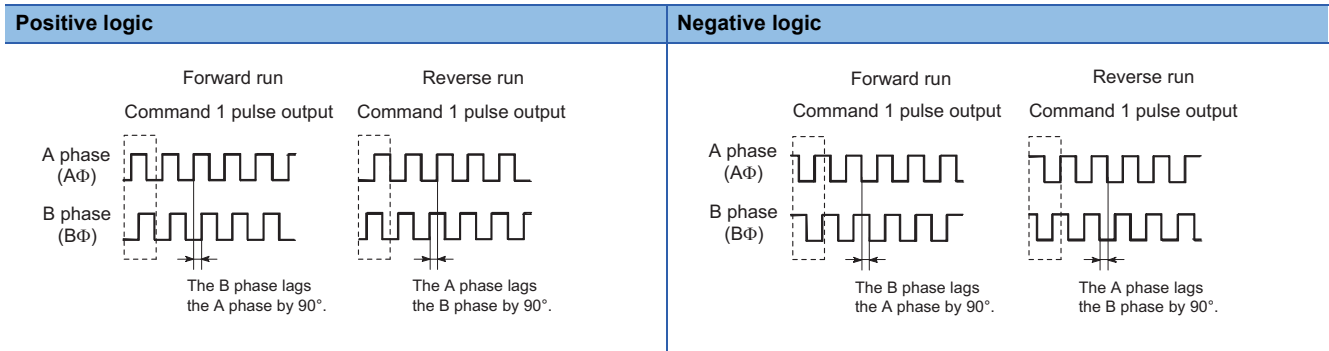 Positive logic
Forward run
Reverse run
Command 1 pulse output
Command 1 pulse output
A phase
(AΦ)
B phase
(BΦ)
The B phase lags
the A phase by 90°.
The A phase lags
the B phase by 90°.
Negative logic
Forward run
Reverse run
Command 1 pulse output
Command 1 pulse output
A phase
(AΦ)
B phase
(BΦ)
The B phase lags
the A phase by 90°.
The A phase lags
the B phase by 90°.